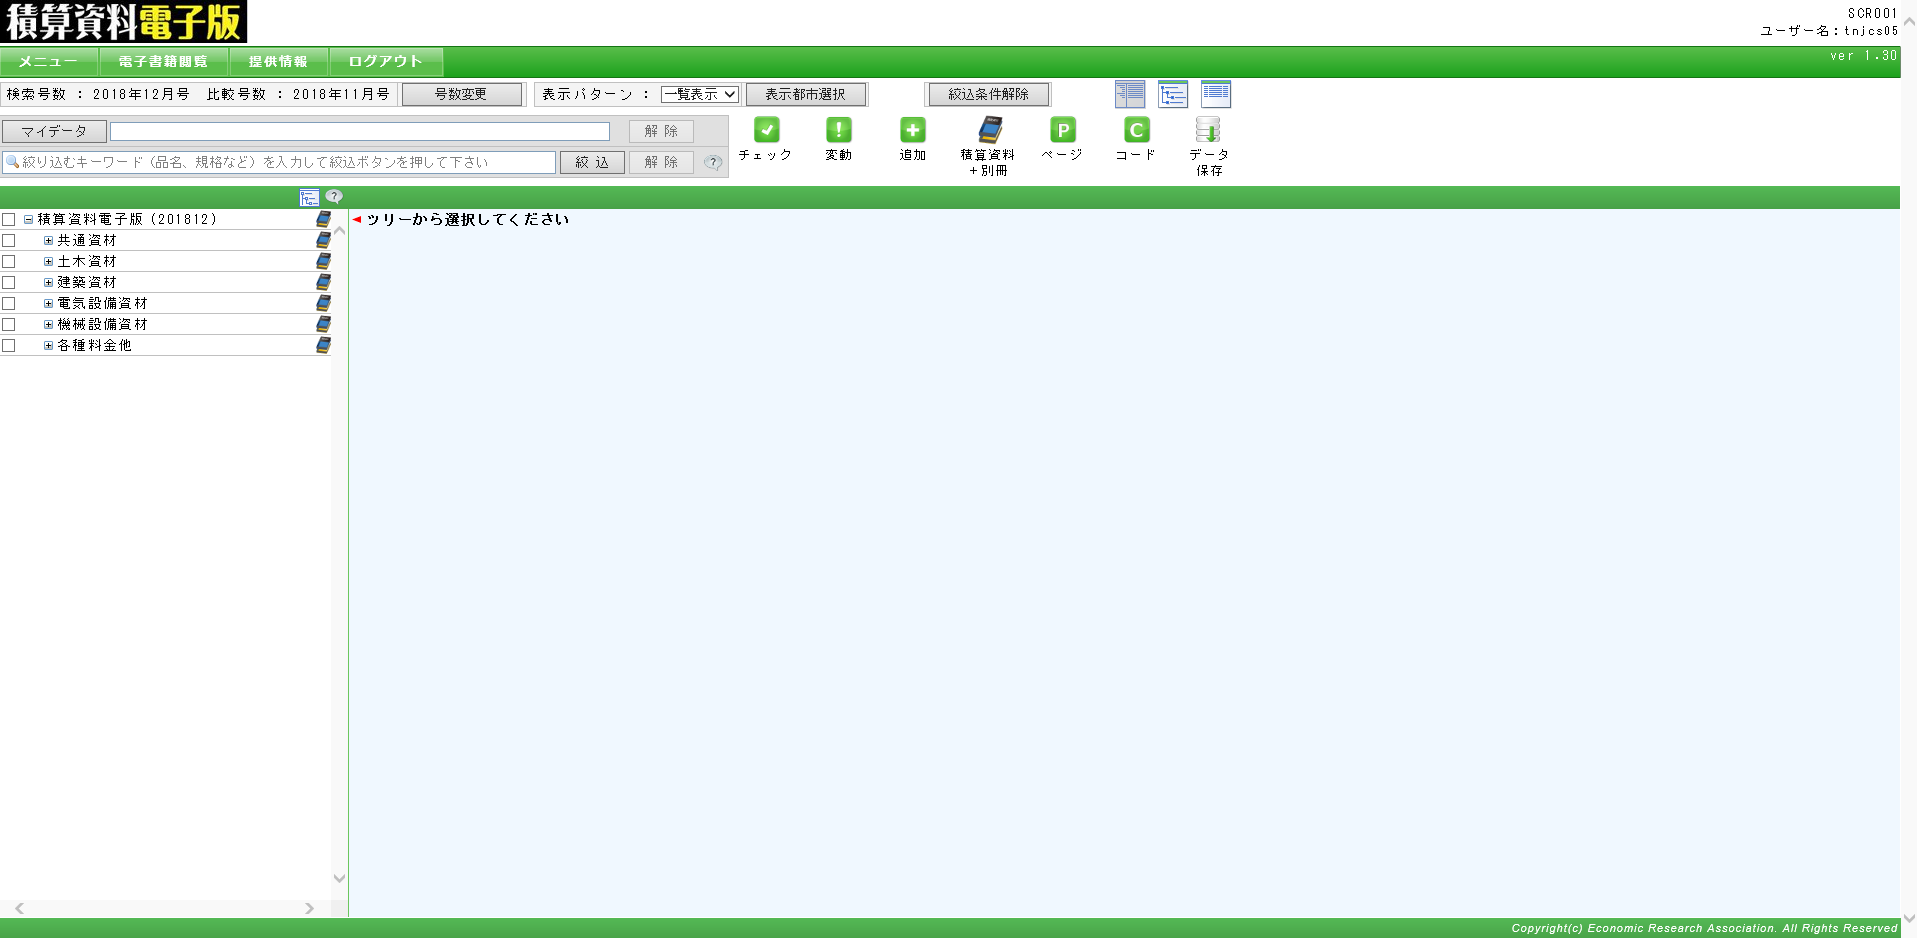 積算資料電子版
SCR001
ユーザー名：tnjcs05
メニュー 電子書籍閲覧 提供情報 ログアウト
ver 1.30
検索号数 ： 2018年12月号 比較号数 ： 2018年11月号 号数変更 表示パターン ： 一覧表示 表示都市選択 絞込条件解除
マイデータ 解 除
絞り込むキーワード（品名、規格など）を入力して絞込ボタンを押して下さい 絞 込 解 除 ?
チェック 変動 追加 積算資料 ページ コード データ
＋別冊 保存
P C
?
積算資料電子版（201812）
共通資材
土木資材
建築資材
電気設備資材
機械設備資材
各種料金他
ツリーから選択してください
Copyright(c) Economic Research Association. All Rights Reserved